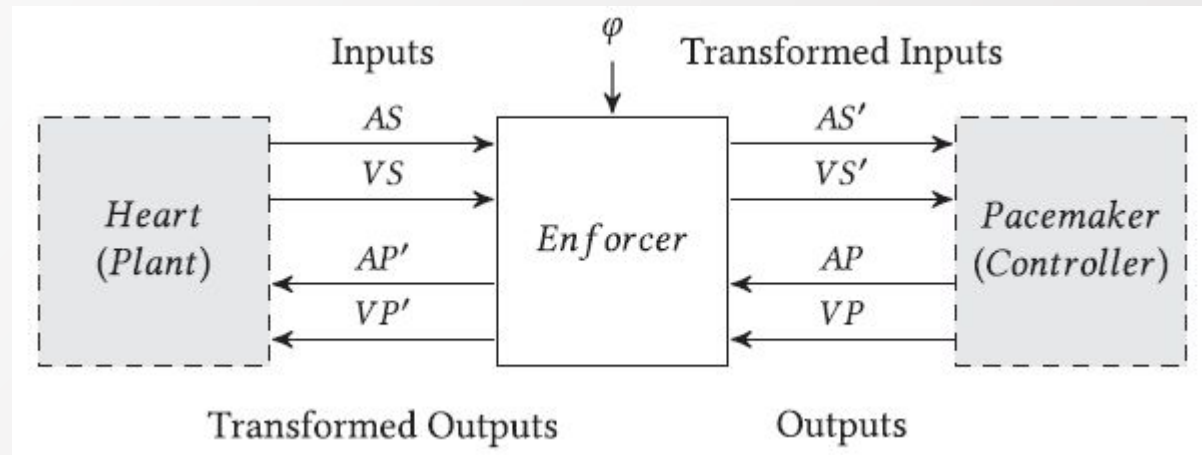 φ
Inputs
Transformed Inputs
AS
VS
AP′
VP′
AS′
VS′
AP
VP
Heart
(Plant)
Enforcer
Pacemaker
(Controller)
Transformed Outputs
Outputs